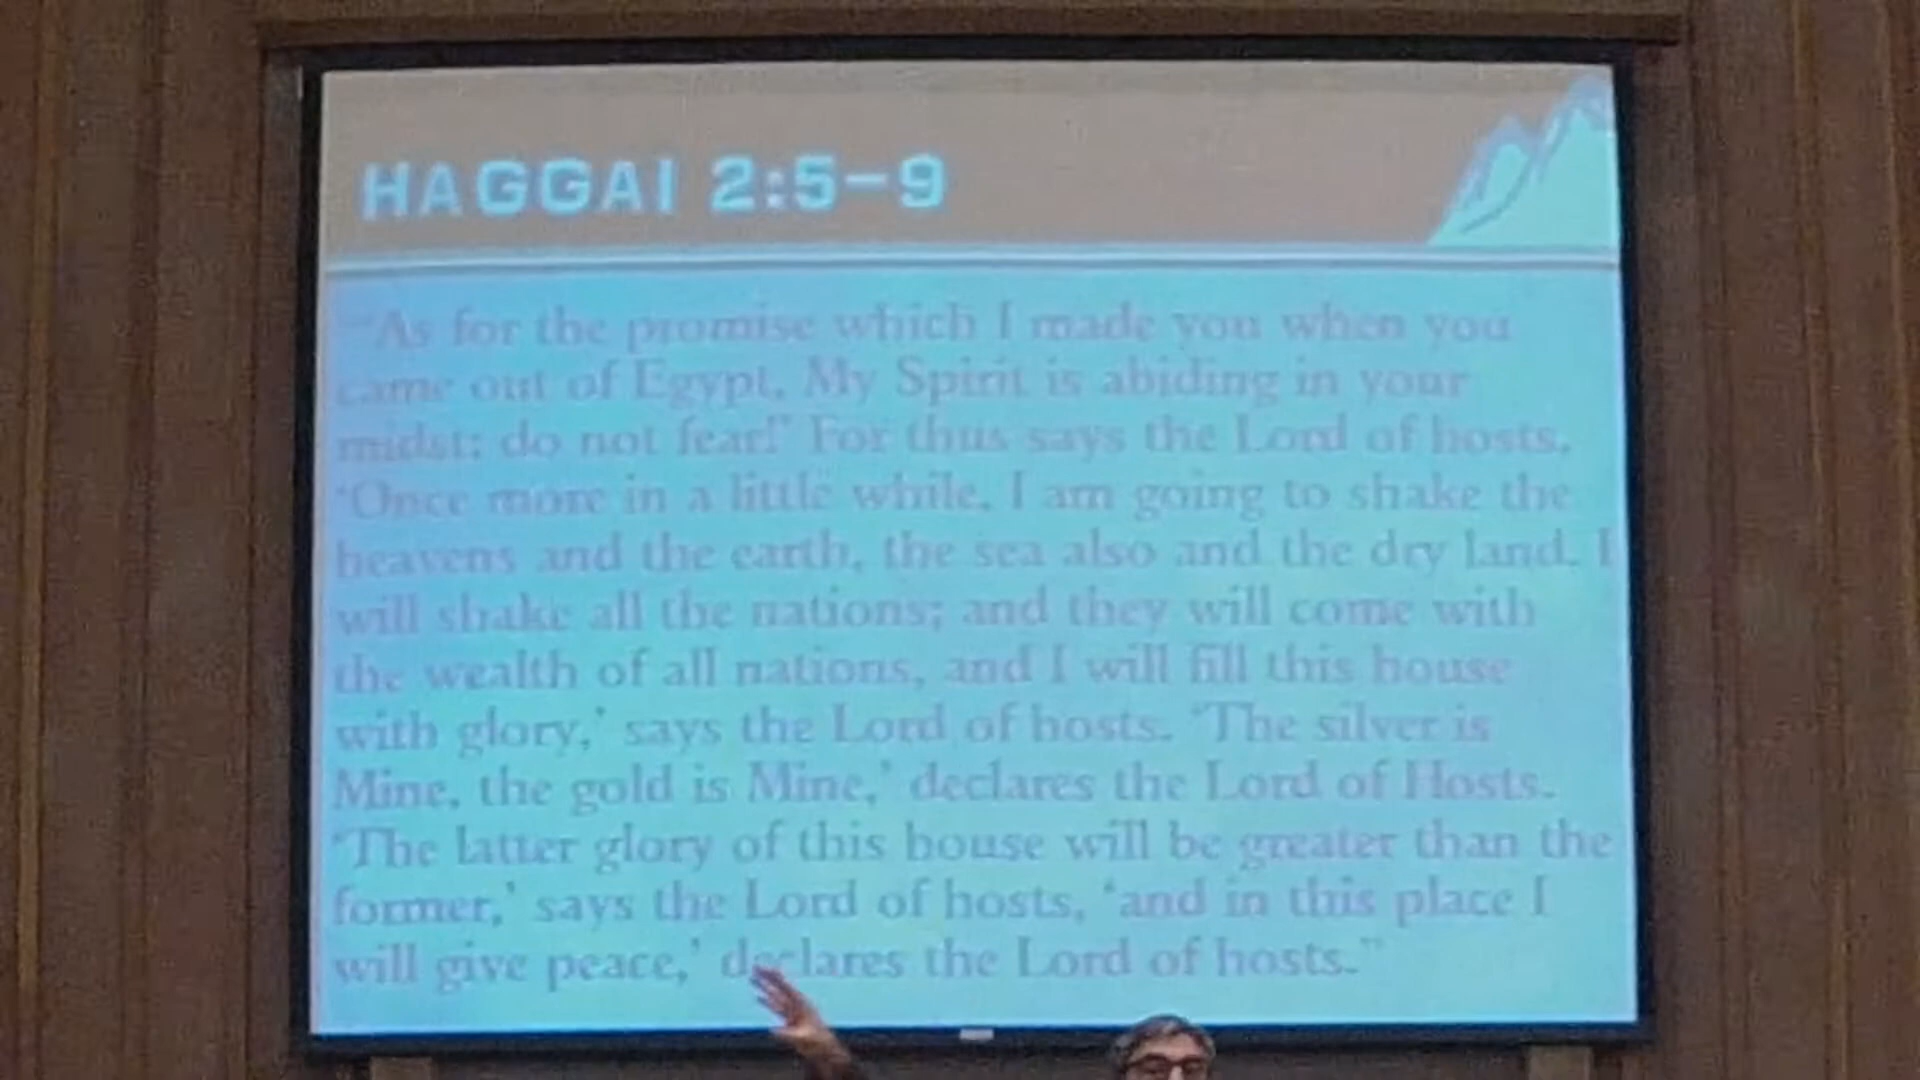 HAGGAI 2:5-9
"As for the promise which I made you when you
came out of Egypt, My Spirit is abiding in your
midst; do not fear!" For thus says the Lord of hosts,
'Once more in a little while, I am going to shake the
heavens and the earth, the sea also and the dry land. I
will shake all the nations; and they will come with
the wealth of all nations, and I will fill this house
with glory,' says the Lord of hosts. 'The silver is
Mine, the gold is Mine,' declares the Lord of Hosts.
'The latter glory of this house will be greater than the
former,' says the Lord of hosts, 'and in this place I
will give peace,' declares the Lord of hosts."